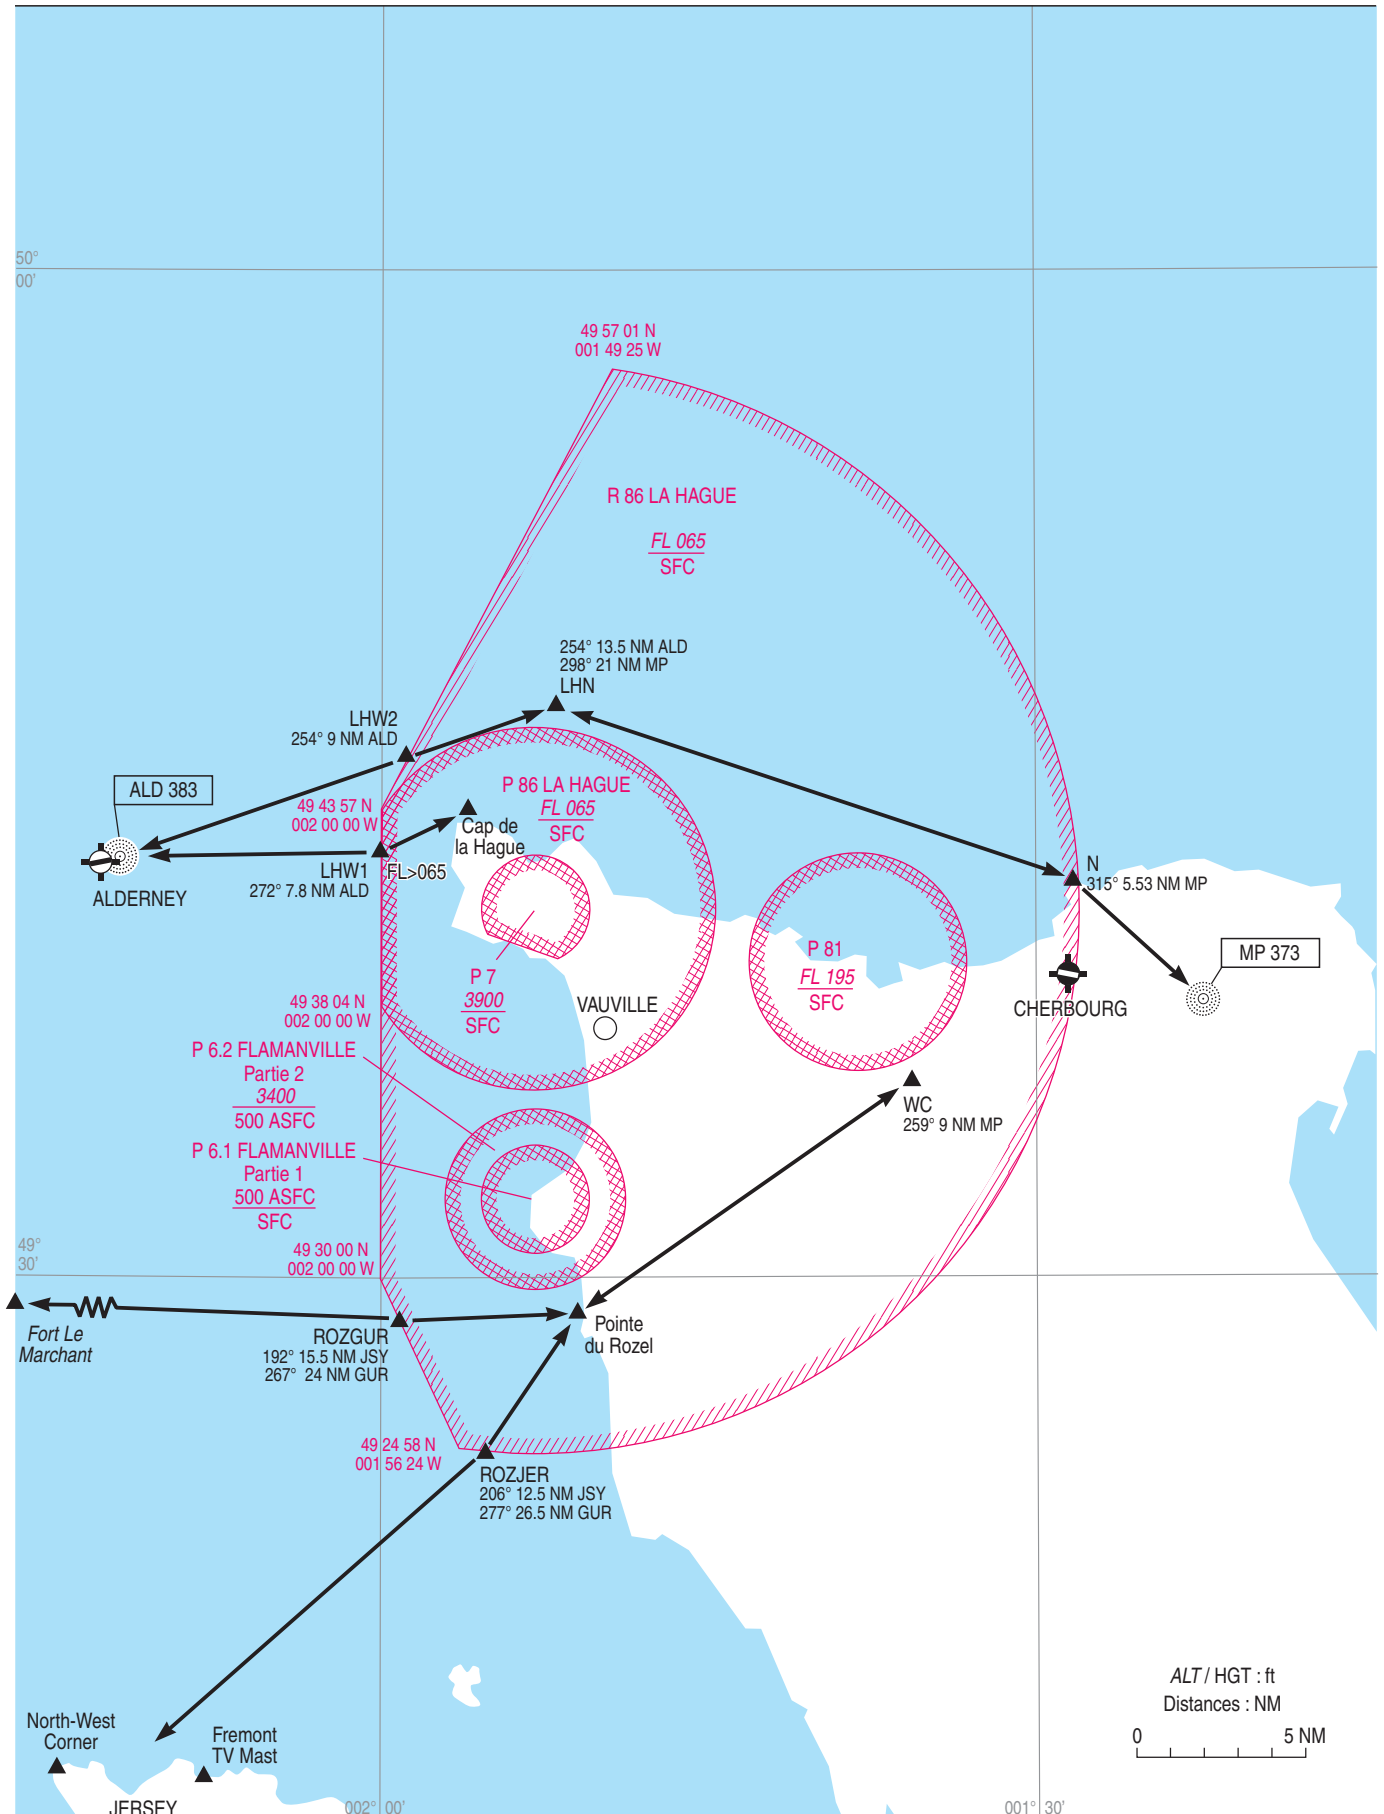 50°
00'
49 57 01 N
001 49 25 W
R 86 LA HAGUE
FL 065
SFC
254° 13.5 NM ALD
298° 21 NM MP
LHN
LHW2
254° 9 NM ALD
ALD 383
P 86 LA HAGUE
FL 065
SFC
49 43 57 N
002 00 00 W
Cap de
la Hague
LHW1
FL>065
272° 7.8 NM ALD
ALDERNEY
N
315° 5.53 NM MP
P 81
FL 195
SFC
MP 373
P 7
3900
SFC
49 38 04 N
002 00 00 W
VAUVILLE
CHERBOURG
P 6.2 FLAMANVILLE
Partie 2
3400
500 ASFC
WC
259° 9 NM MP
P 6.1 FLAMANVILLE
Partie 1
500 ASFC
SFC
49°
30'
49 30 00 N
002 00 00 W
Fort Le
Marchant
ROZGUR
192° 15.5 NM JSY
267° 24 NM GUR
Pointe
du Rozel
49 24 58 N
001 56 24 W
ROZJER
206° 12.5 NM JSY
277° 26.5 NM GUR
ALT / HGT : ft
Distances : NM
0 5 NM
North-West
Corner
Fremont
TV Mast
JERSEY
002° 00'
001° 30'